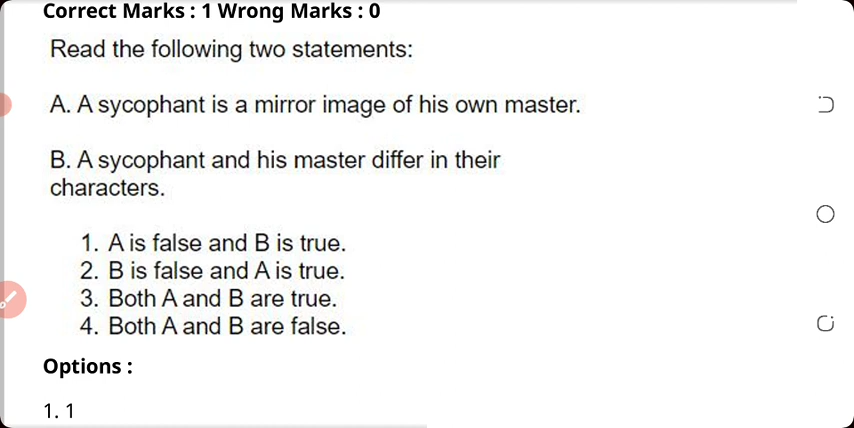 Correct Marks : 1 Wrong Marks : 0
Read the following two statements:
A. A sycophant is a mirror image of his own master.
B. A sycophant and his master differ in their
characters.
1. A is false and B is true.
2. B is false and A is true.
3. Both A and B are true.
4. Both A and B are false.
Options :
1. 1